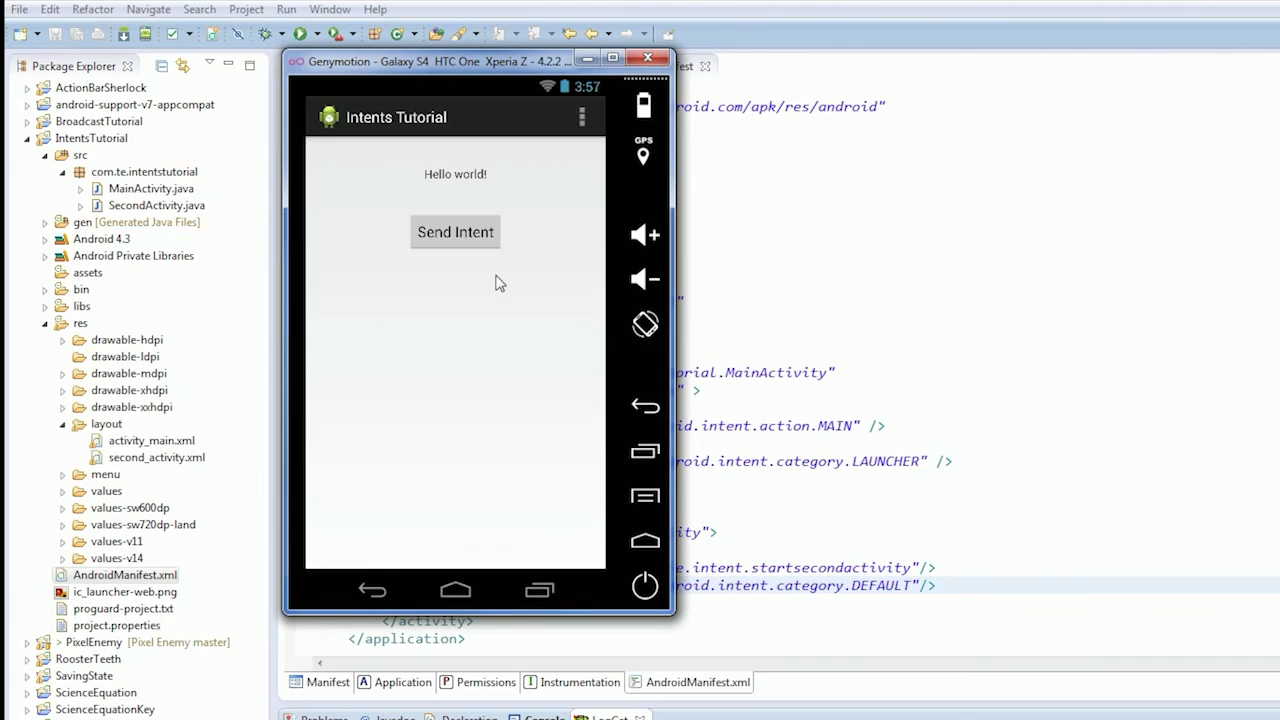 File Edit Refactor Navigate Search Project Run Window Help
Package Explorer
ActionBarSherlock
android-support-v7-appcompat
BroadcastTutorial
IntentsTutorial
src
com.te.intentstutorial
MainActivity.java
SecondActivity.java
gen [Generated Java Files]
Android 4.3
Android Private Libraries
assets
bin
libs
res
drawable-hdpi
drawable-ldpi
drawable-mdpi
drawable-xhdpi
drawable-xxhdpi
layout
activity_main.xml
second_activity.xml
menu
values
values-sw600dp
values-sw720dp-land
values-v11
values-v14
AndroidManifest.xml
ic_launcher-web.png
proguard-project.txt
project.properties
> PixelEnemy [Pixel Enemy master]
RoosterTeeth
SavingState
ScienceEquation
ScienceEquationKey
Genymotion - Galaxy S4 HTC One Xperia Z - 4.2.2 ...
3:57
Intents Tutorial
Hello world!
Send Intent
GPS
fest
roid.com/apk/res/android"
"
orial.MainActivity"
" >
id.intent.action.MAIN" />
roid.intent.category.LAUNCHER" />
ity">
e.intent.startsecondactivity"/>
roid.intent.category.DEFAULT"/>
</activity>
</application>
Manifest Application Permissions Instrumentation AndroidManifest.xml
Problems Javadoc Declaration Console LogCat